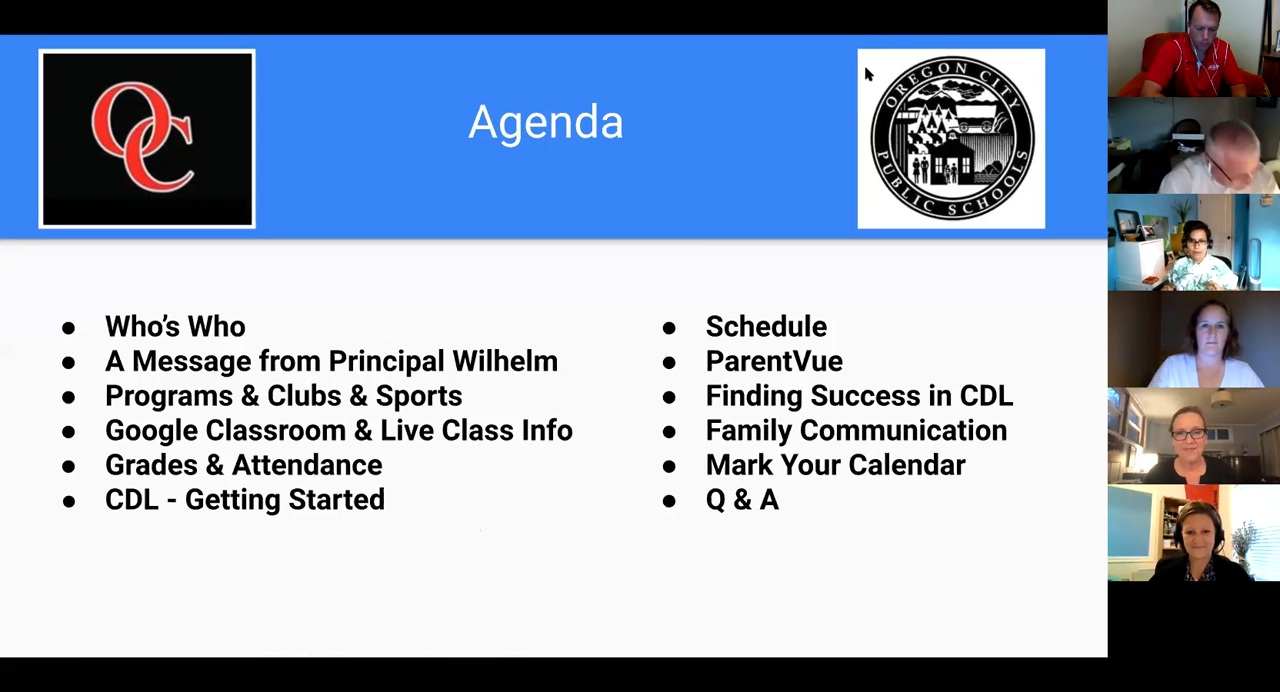 OC
Agenda
OREGON CITY
PUBLIC SCHOOLS
● Who’s Who
● A Message from Principal Wilhelm
● Programs & Clubs & Sports
● Google Classroom & Live Class Info
● Grades & Attendance
● CDL - Getting Started
● Schedule
● ParentVue
● Finding Success in CDL
● Family Communication
● Mark Your Calendar
● Q & A